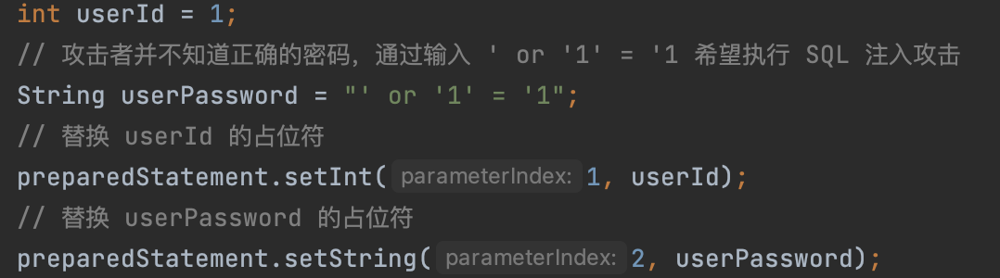 int userId = 1;
// 攻击者并不知道正确的密码，通过输入 ' or '1' = '1 希望执行 SQL 注入攻击
String userPassword = "' or '1' = '1";
// 替换 userId 的占位符
preparedStatement.setInt( parameterIndex: 1, userId);
// 替换 userPassword 的占位符
preparedStatement.setString( parameterIndex: 2, userPassword);